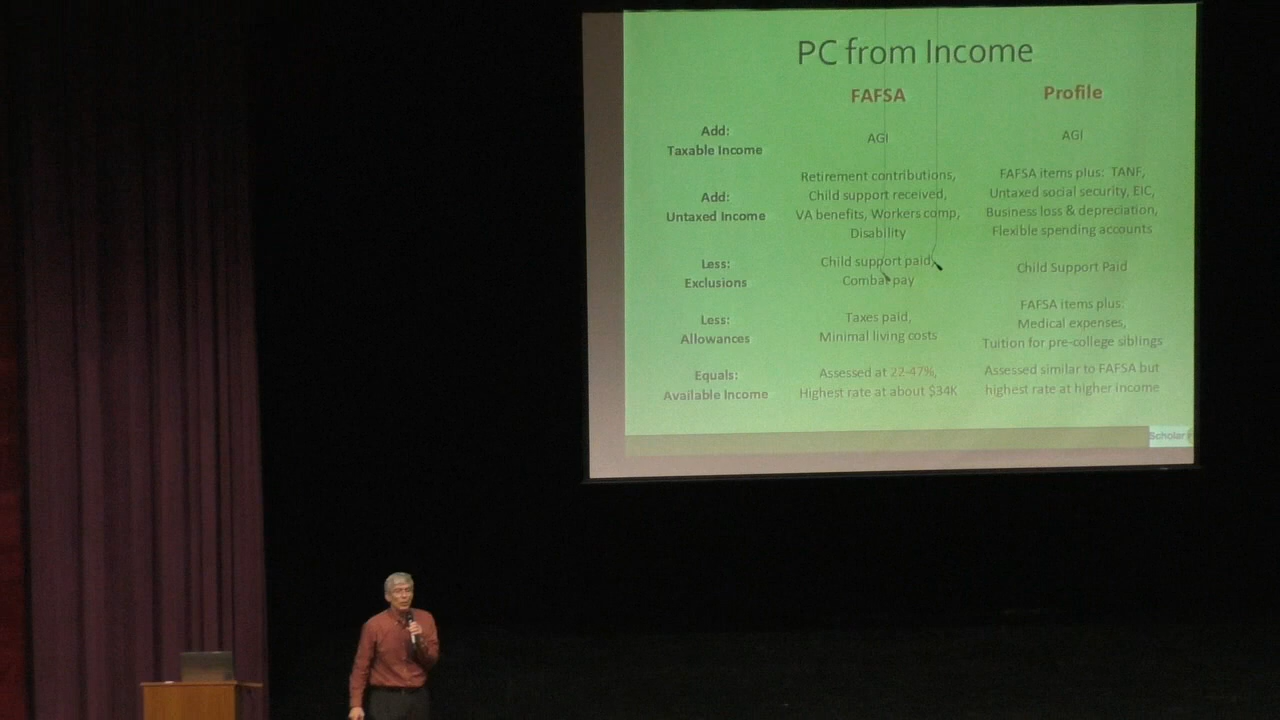 PC from Income
FAFSA
Profile
Add:
Taxable Income
AGI
AGI
Add:
Untaxed Income
Retirement contributions,
Child support received,
VA benefits, Workers comp,
Disability
FAFSA items plus: TANF,
Untaxed social security, EIC,
Business loss & depreciation,
Flexible spending accounts
Less:
Exclusions
Child support paid,
Combat pay
Child Support Paid
Less:
Allowances
Taxes paid,
Minimal living costs
FAFSA items plus:
Medical expenses,
Tuition for pre-college siblings
Equals:
Available Income
Assessed at 22-47%,
Highest rate at about $34K
Assessed similar to FAFSA but
highest rate at higher income
Scholar